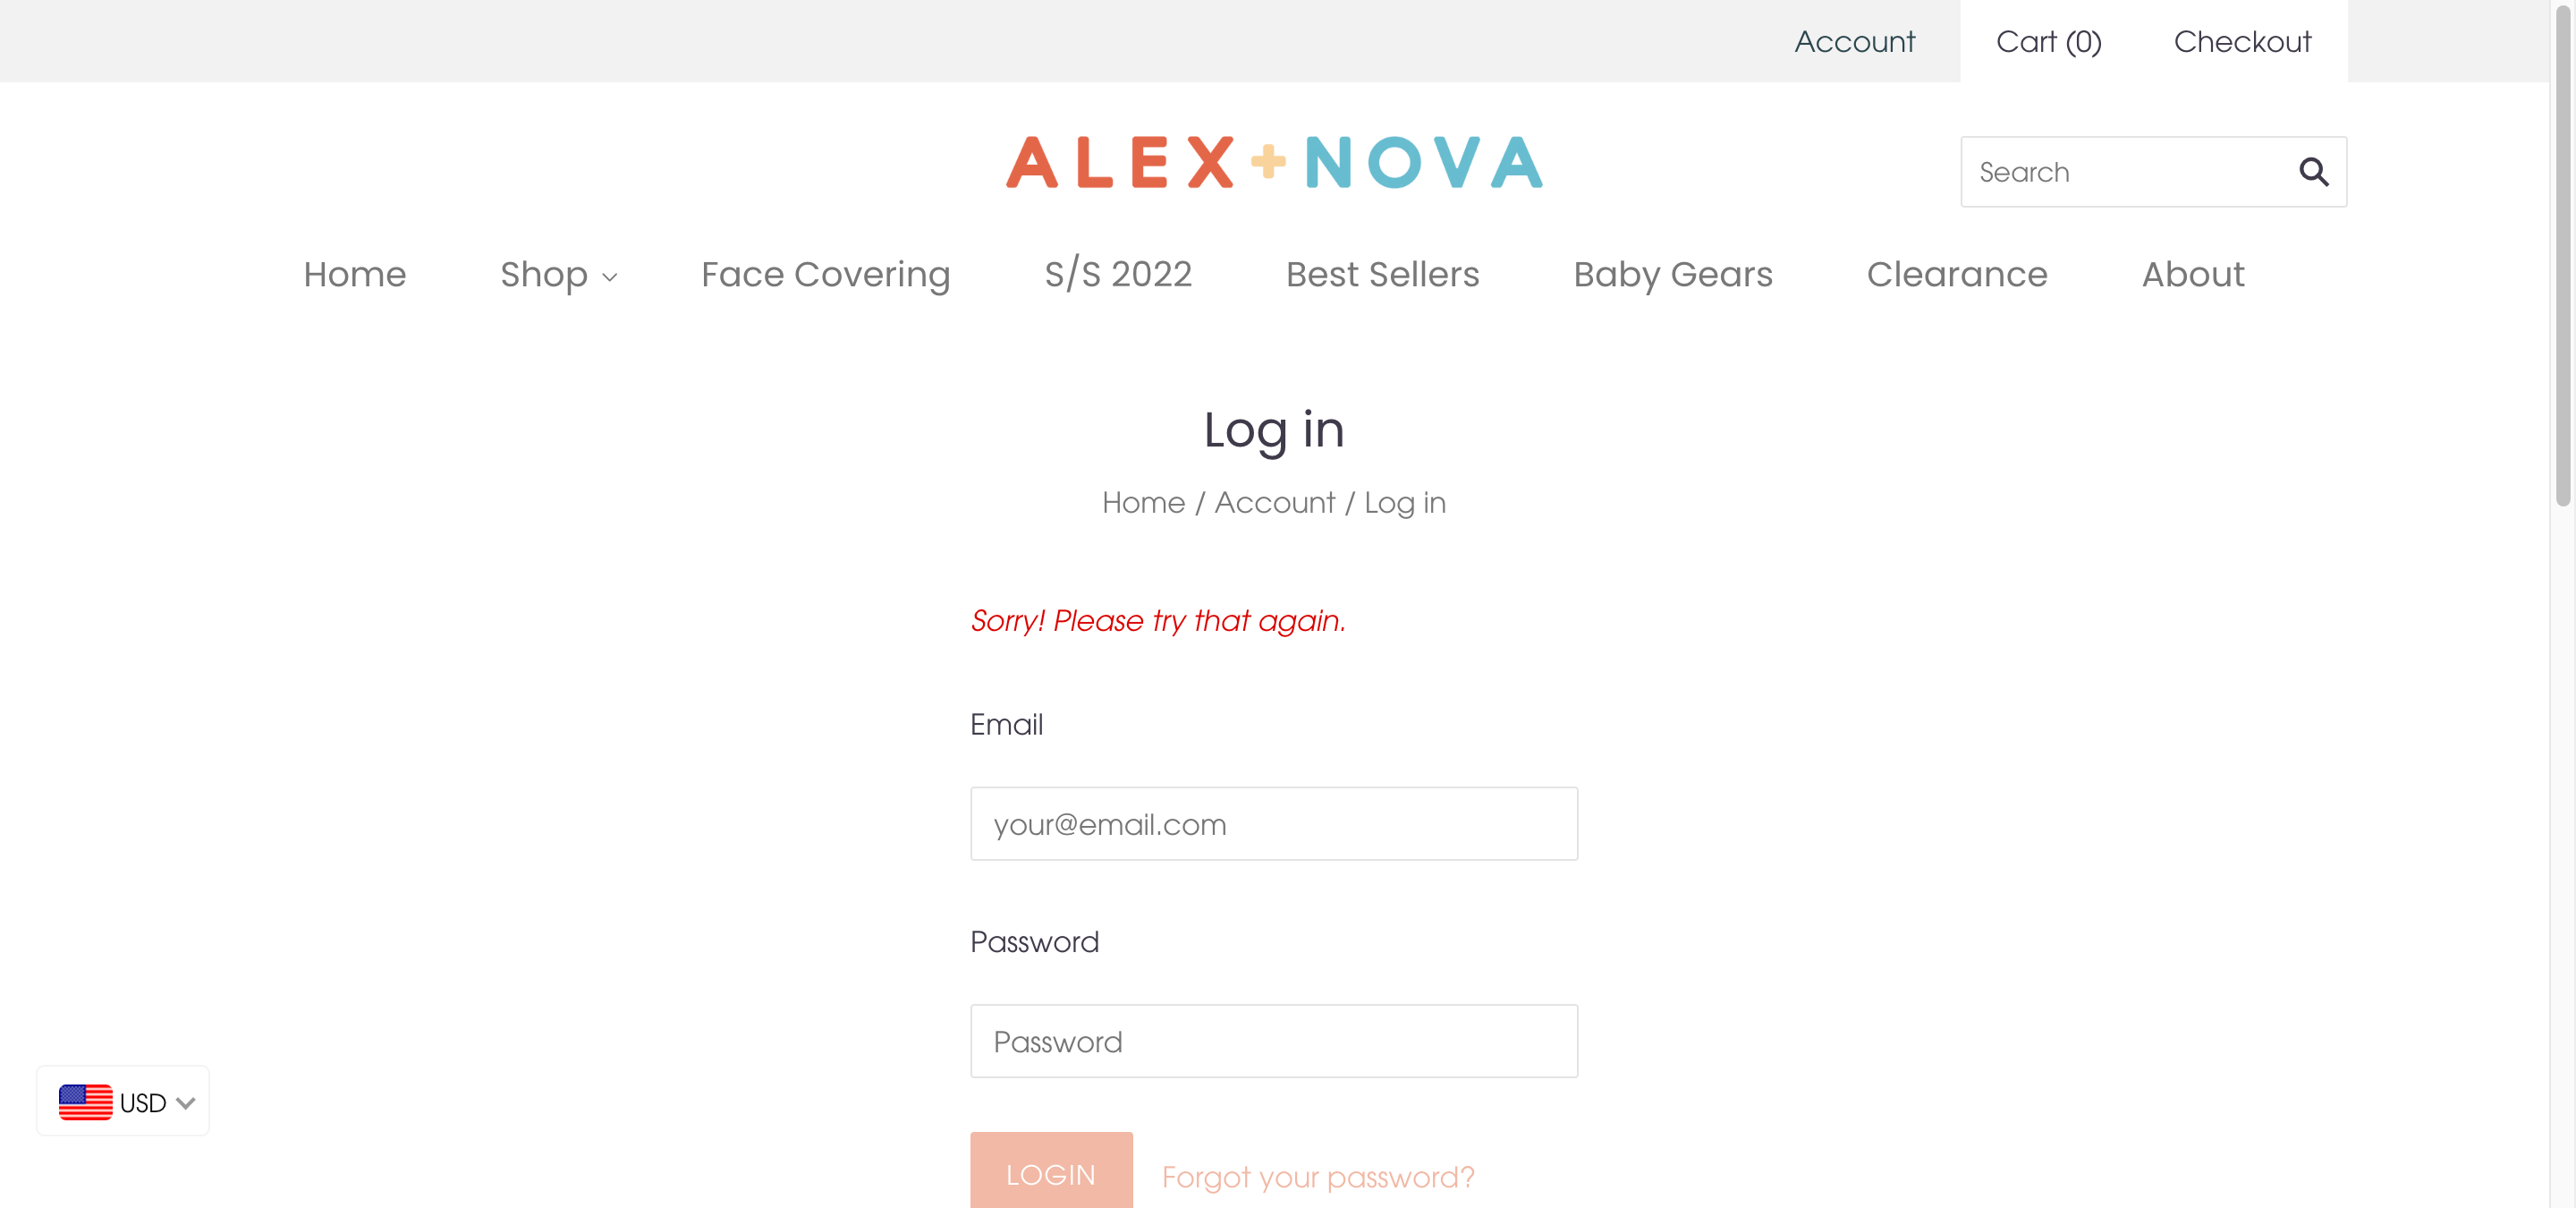 Account Cart (0) Checkout
ALEX+NOVA
Search
Home Shop Face Covering S/S 2022 Best Sellers Baby Gears Clearance About
Log in
Home / Account / Log in
Sorry! Please try that again.
Email
your@email.com
Password
Password
USD
LOGIN Forgot your password?